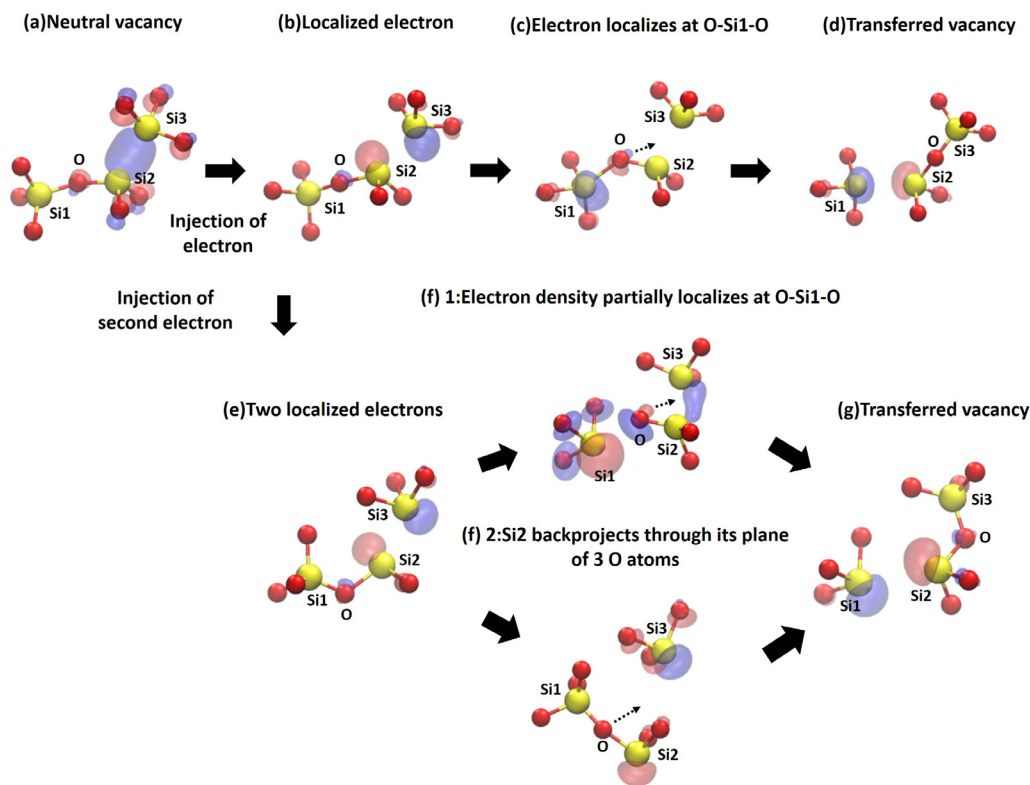 (a)Neutral vacancy
(b)Localized electron
(c)Electron localizes at O-Si1-O
(d)Transferred vacancy
Si3
O
Si2
Si1
Si3
O
Si2
Si1
Si3
O
Si2
Si1
O
Si3
Si2
Si1
Injection of
electron
Injection of
second electron
(f) 1:Electron density partially localizes at O-Si1-O
(e)Two localized electrons
Si3
O
Si2
Si1
(g)Transferred vacancy
Si3
Si2
Si1
O
(f) 2:Si2 backprojects through its plane
of 3 O atoms
Si3
O
Si2
Si1
Si3
Si1
O
Si2